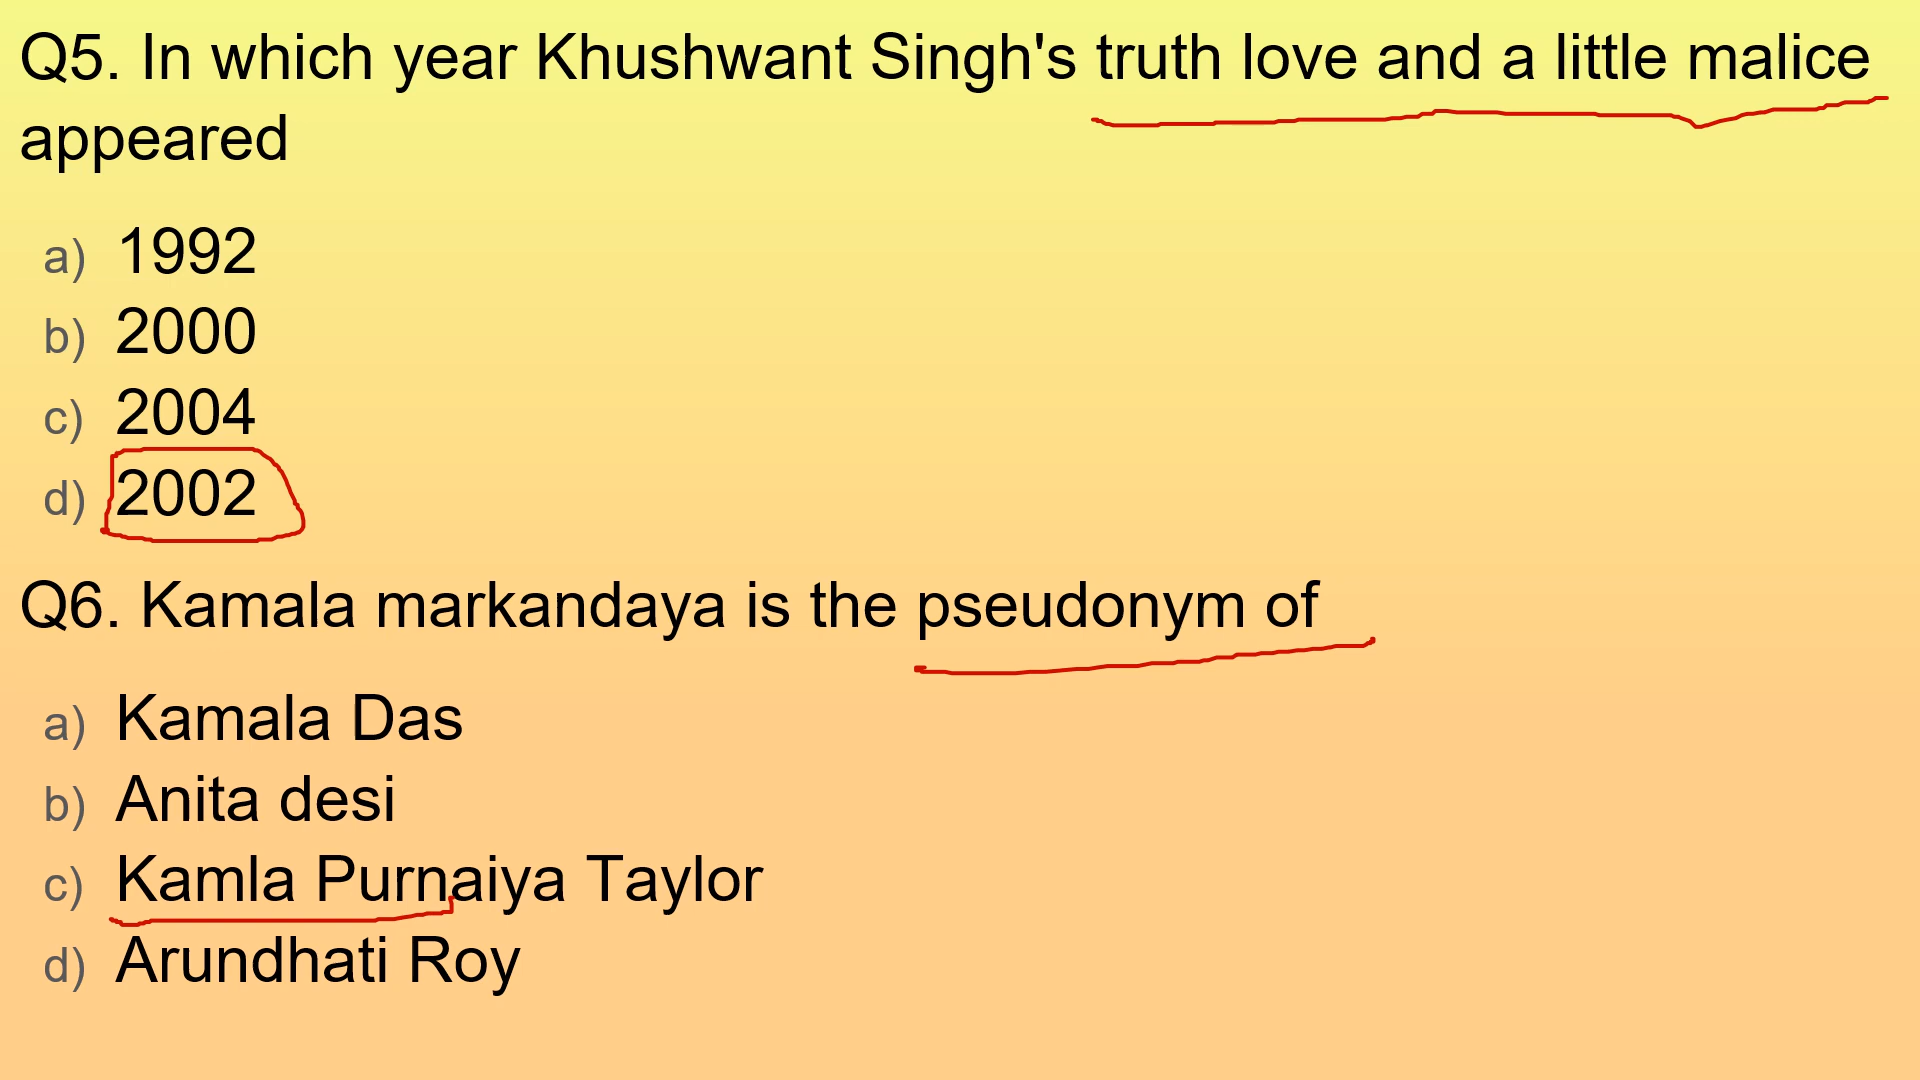 Q5. In which year Khushwant Singh's truth love and a little malice
appeared
a) 1992
b) 2000
c) 2004
d) 2002
Q6. Kamala markandaya is the pseudonym of
a) Kamala Das
b) Anita desi
c) Kamla Purnaiya Taylor
d) Arundhati Roy